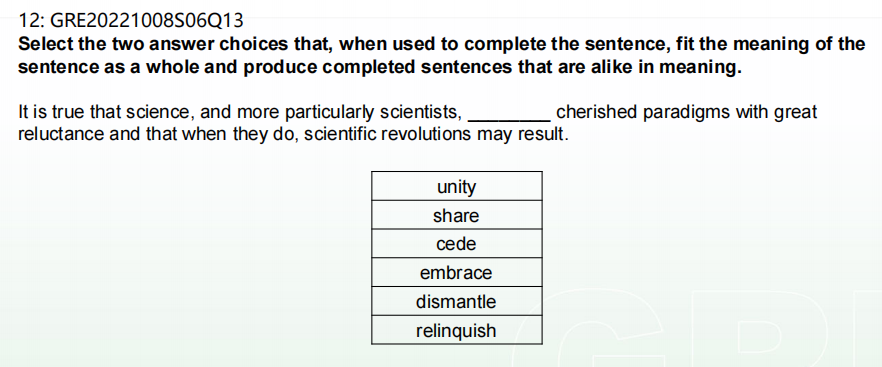 12: GRE20221008S06Q13
Select the two answer choices that, when used to complete the sentence, fit the meaning of the
sentence as a whole and produce completed sentences that are alike in meaning.
It is true that science, and more particularly scientists, ________ cherished paradigms with great
reluctance and that when they do, scientific revolutions may result.
unity
share
cede
embrace
dismantle
relinquish